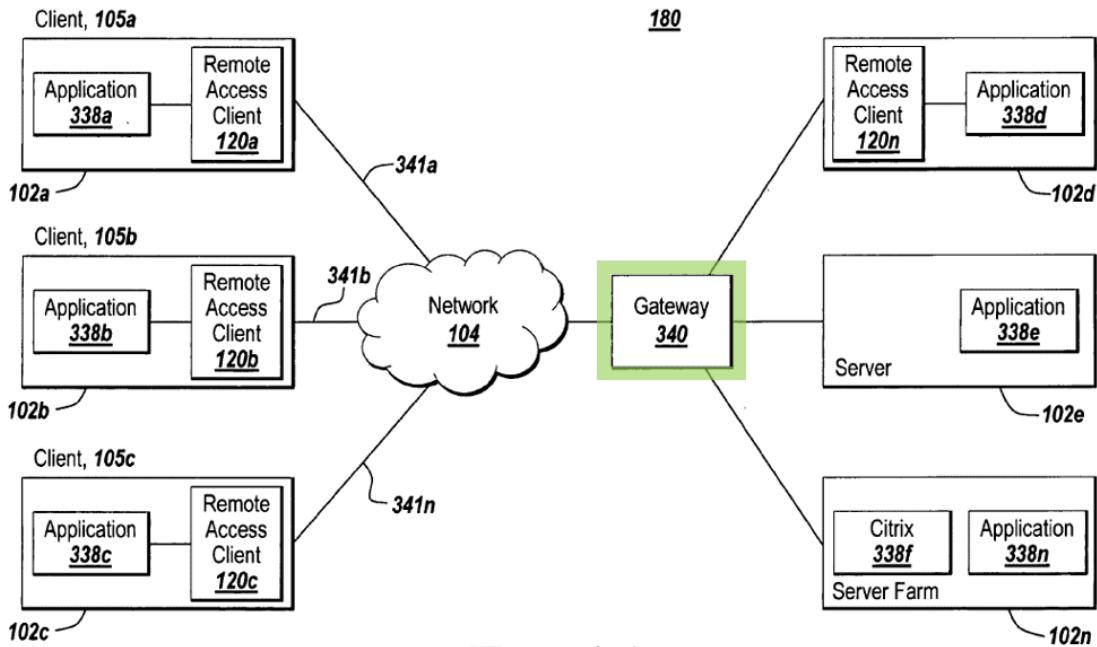 Client, 105a
180
Application
338a
Remote
Access
Client
120a
Remote
Access
Client
120n
Application
338d
102a
341a
102d
Client, 105b
Application
338b
Remote
Access
Client
120b
341b
Network
104
Gateway
340
Application
338e
Server
102b
102e
Client, 105c
Application
338c
Remote
Access
Client
120c
341n
Citrix
338f
Application
338n
Server Farm
102c
102n